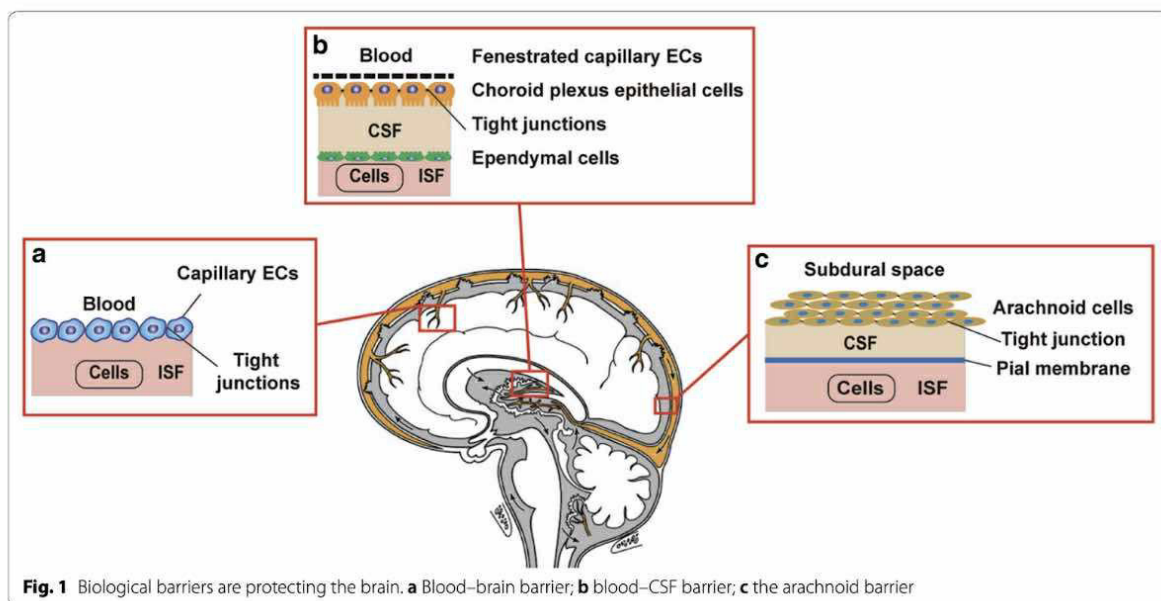 b
Blood
Fenestrated capillary ECs
Choroid plexus epithelial cells
CSF
Tight junctions
Ependymal cells
Cells ISF
a
Capillary ECs
Blood
Tight
junctions
Cells ISF
c
Subdural space
Arachnoid cells
Tight junction
CSF
Pial membrane
Cells ISF
Fig. 1 Biological barriers are protecting the brain. a Blood–brain barrier; b blood–CSF barrier; c the arachnoid barrier